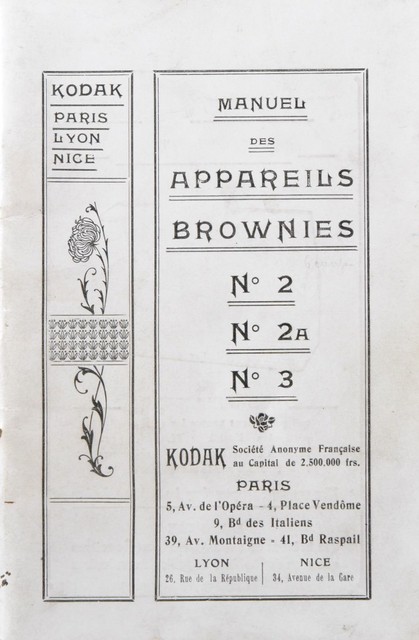 KODAK
PARIS
LYON
NICE
MANUEL
DES
APPAREILS
BROWNIES
N° 2
N° 2A
N° 3
KODAK Société Anonyme Française
au Capital de 2.500,000 frs.
PARIS
5, Av. de l'Opéra - 4, Place Vendôme
9, Bd des Italiens
39, Av. Montaigne - 41, Bd Raspail
LYON
26, Rue de la République
NICE
34, Avenue de la Gare